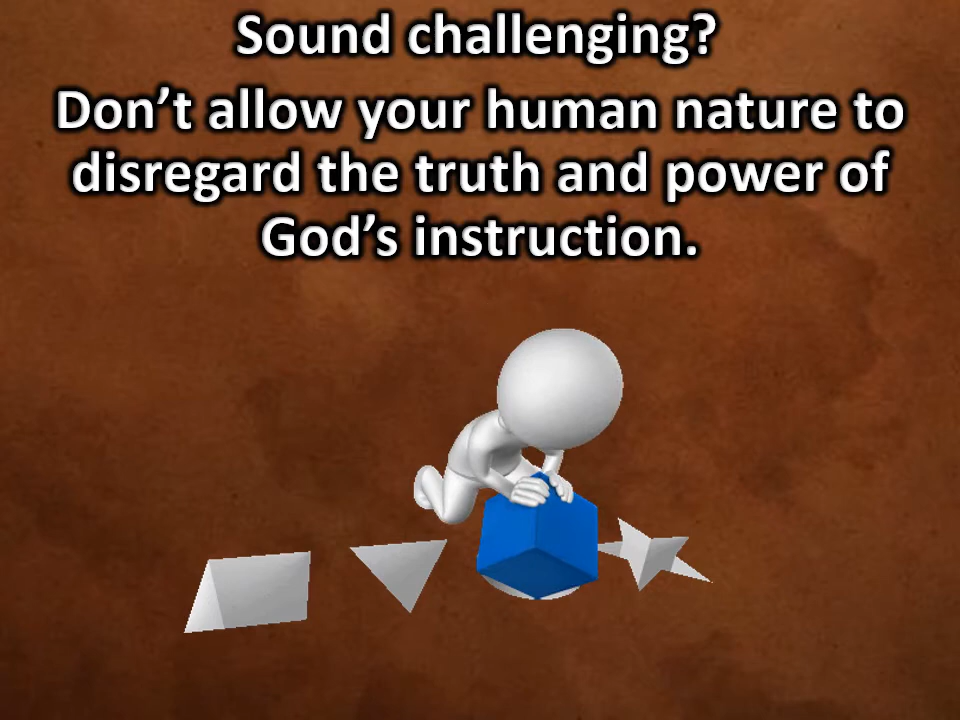 Sound challenging?
Don’t allow your human nature to
disregard the truth and power of
God’s instruction.